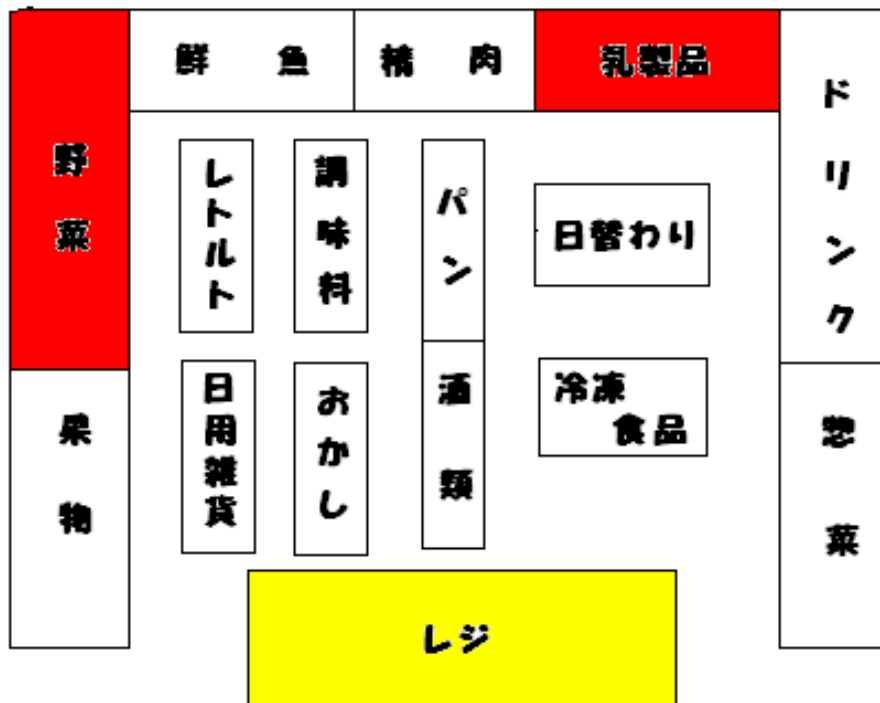 鮮魚
精肉
乳製品
ドリンク
野菜
レトルト
調味料
パン
日替わり
果物
日用雑貨
おかし
酒類
冷凍
食品
惣菜
レジ